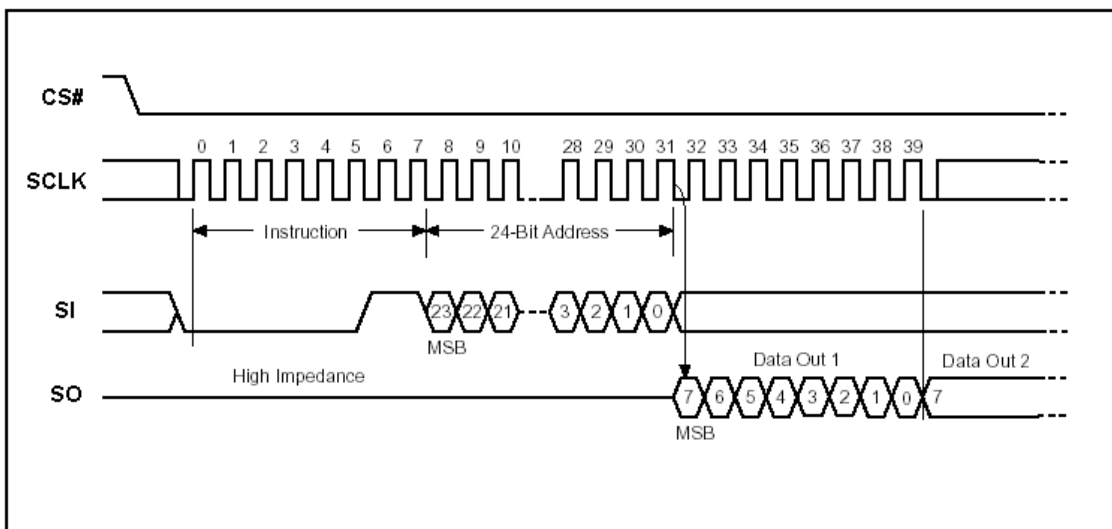 CS#
0 1 2 3 4 5 6 7 8 9 10 28 29 30 31 32 33 34 35 36 37 38 39
SCLK
Instruction 24-Bit Address
SI
23 22 21 3 2 1 0
MSB
Data Out 1 Data Out 2
High Impedance
SO
7 6 5 4 3 2 1 0 7
MSB